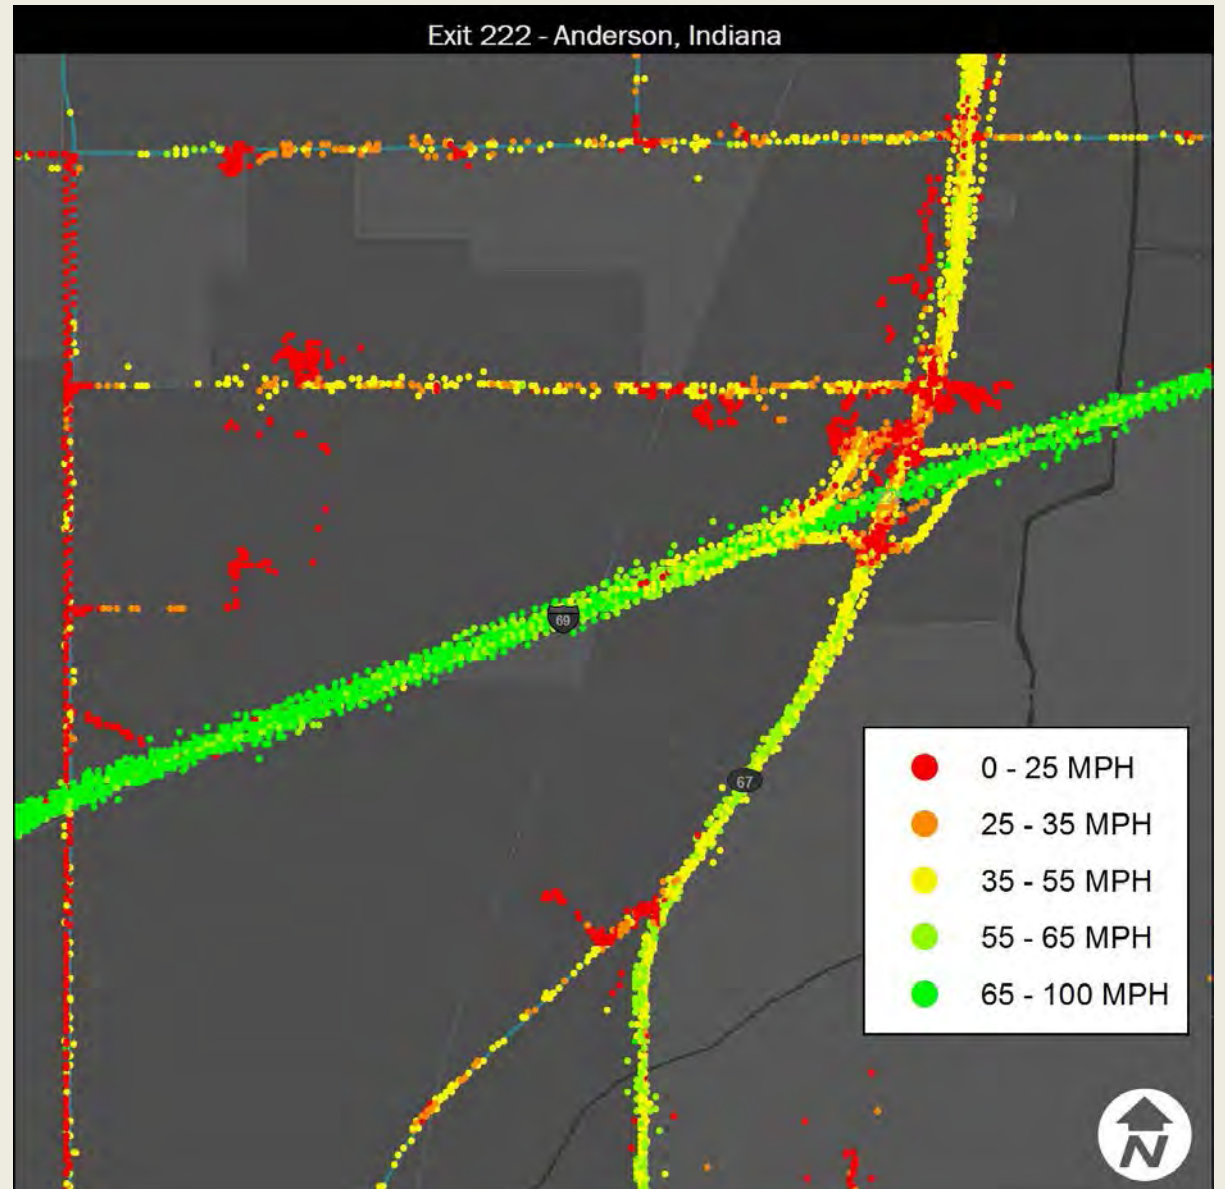 Exit 222 - Anderson, Indiana
69
67
0 - 25 MPH
25 - 35 MPH
35 - 55 MPH
55 - 65 MPH
65 - 100 MPH
N